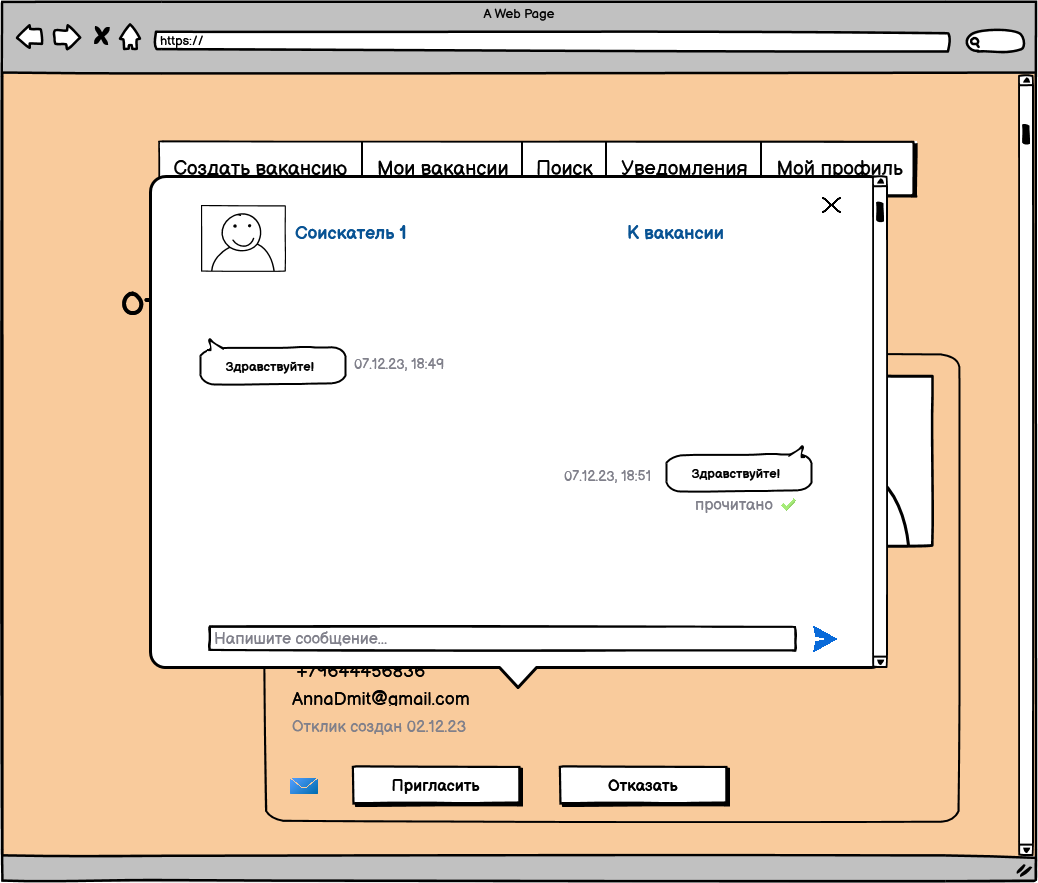 A Web Page
https://
Создать вакансию Мои вакансии Поиск Уведомления Мой профиль
Соискатель 1 К вакансии
Здравствуйте! 07.12.23, 18:49
07.12.23, 18:51 Здравствуйте!
прочитано
Напишите сообщение...
+79644456836
AnnaDmit@gmail.com
Отклик создан 02.12.23
Пригласить Отказать